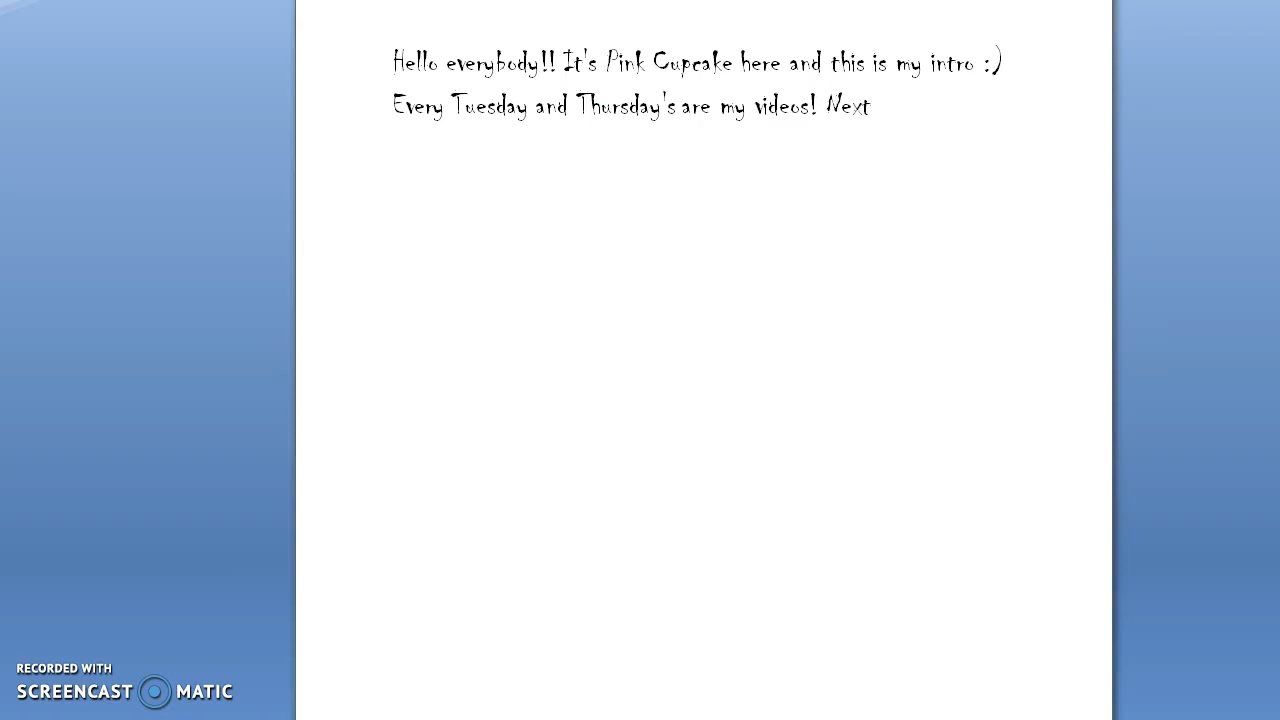 Hello everybody!! It's Pink Cupcake here and this is my intro :)
Every Tuesday and Thursday's are my videos! Next
RECORDED WITH
SCREENCAST MATIC